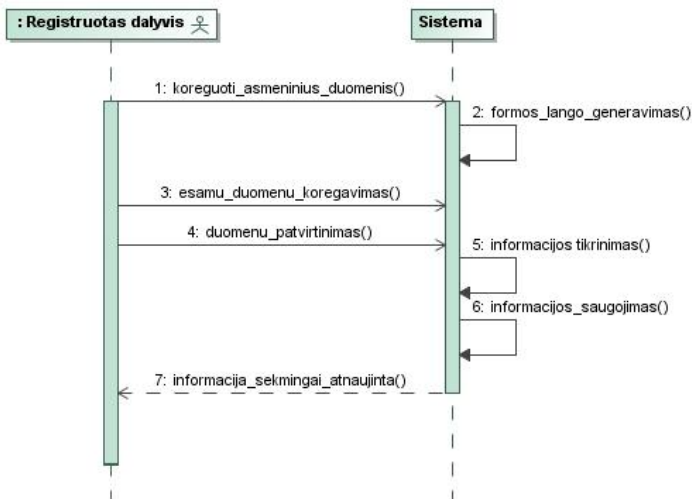 : Registruotas dalyvis
Sistema
1: koreguoti_asmeninius_duomenis()
2: formos_lango_generavimas()
3: esamu_duomenu_koregavimas()
4: duomenu_patvirtinimas()
5: informacijos tikrinimas()
6: informacijos_saugojimas()
7: informacija_sekmingai_atnaujinta()